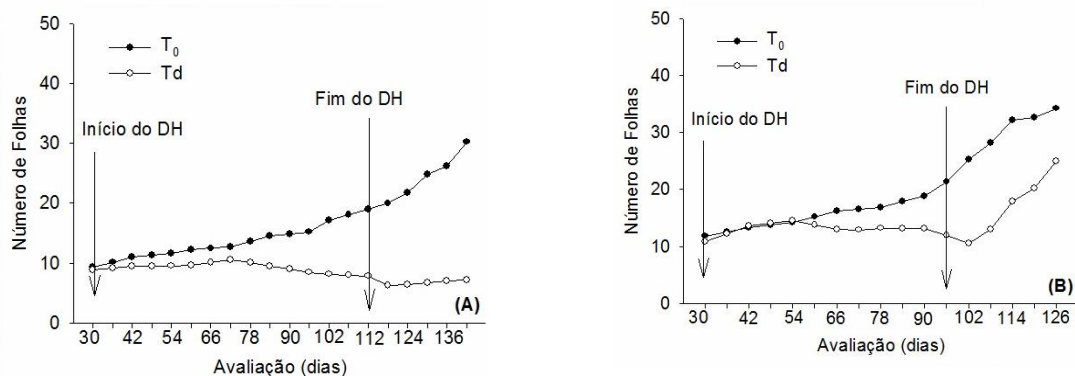 50
40
30
20
10
0
Número de Folhas
T0
Td
Início do DH
Fim do DH
(A)
30 42 54 66 78 90 102 112 124 136
Avaliação (dias)
50
40
30
20
10
0
Número de Folhas
T0
Td
Início do DH
Fim do DH
(B)
30 42 54 66 78 90 102 114 126
Avaliação (dias)